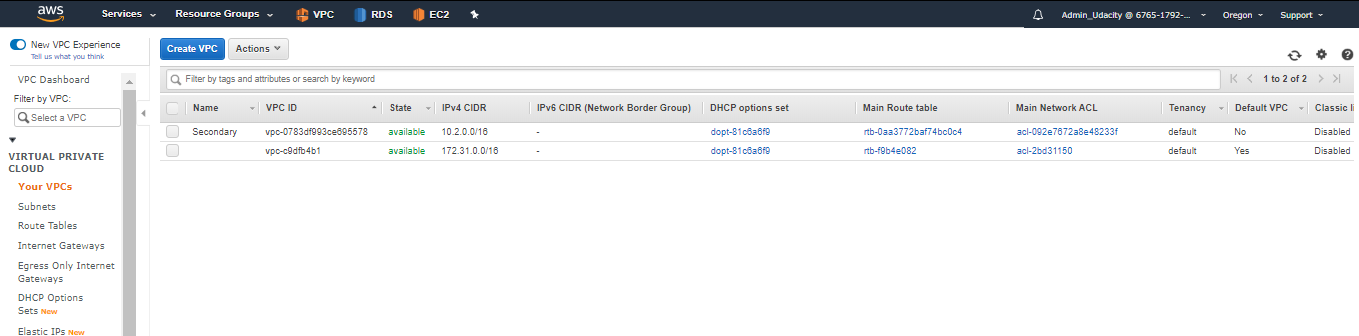 aws Services Resource Groups VPC RDS EC2 Admin_Udacity @ 6765-1792-... Oregon Support
New VPC Experience
Tell us what you think
VPC Dashboard
Filter by VPC:
Select a VPC
VIRTUAL PRIVATE
CLOUD
Your VPCs
Subnets
Route Tables
Internet Gateways
Egress Only Internet
Gateways
DHCP Options
Sets New
Elastic IPs New
Create VPC Actions
Filter by tags and attributes or search by keyword
1 to 2 of 2
Name VPC ID State IPv4 CIDR IPv6 CIDR (Network Border Group) DHCP options set Main Route table Main Network ACL Tenancy Default VPC Classic li
Secondary vpc-0783df993ce695578 available 10.2.0.0/16 - dopt-81c6a6f9 rtb-0aa3772baf74bc0c4 acl-092e7672a8e48233f default No Disabled
vpc-c9dfb4b1 available 172.31.0.0/16 - dopt-81c6a6f9 rtb-f9b4e082 acl-2bd31150 default Yes Disabled